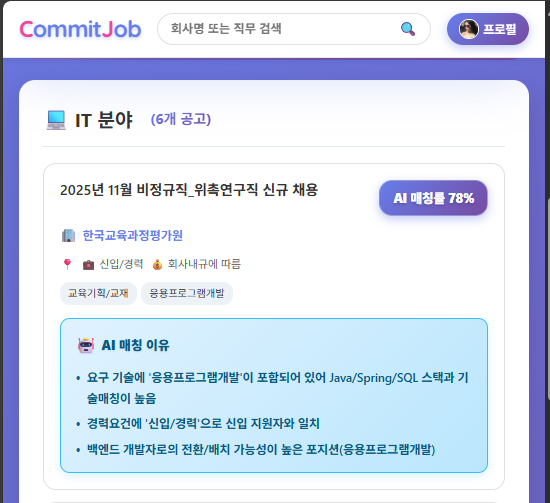 CommitJob
회사명 또는 직무 검색
프로필
IT 분야 (6개 공고)
2025년 11월 비정규직_위촉연구직 신규 채용
AI 매칭률 78%
한국교육과정평가원
신입/경력 회사내규에 따름
교육기획/교재 응용프로그램개발
AI 매칭 이유
• 요구 기술에 '응용프로그램개발'이 포함되어 있어 Java/Spring/SQL 스택과 기
술매칭이 높음
• 경력요건에 '신입/경력'으로 신입 지원자와 일치
• 백엔드 개발자로의 전환/배치 가능성이 높은 포지션(응용프로그램개발)